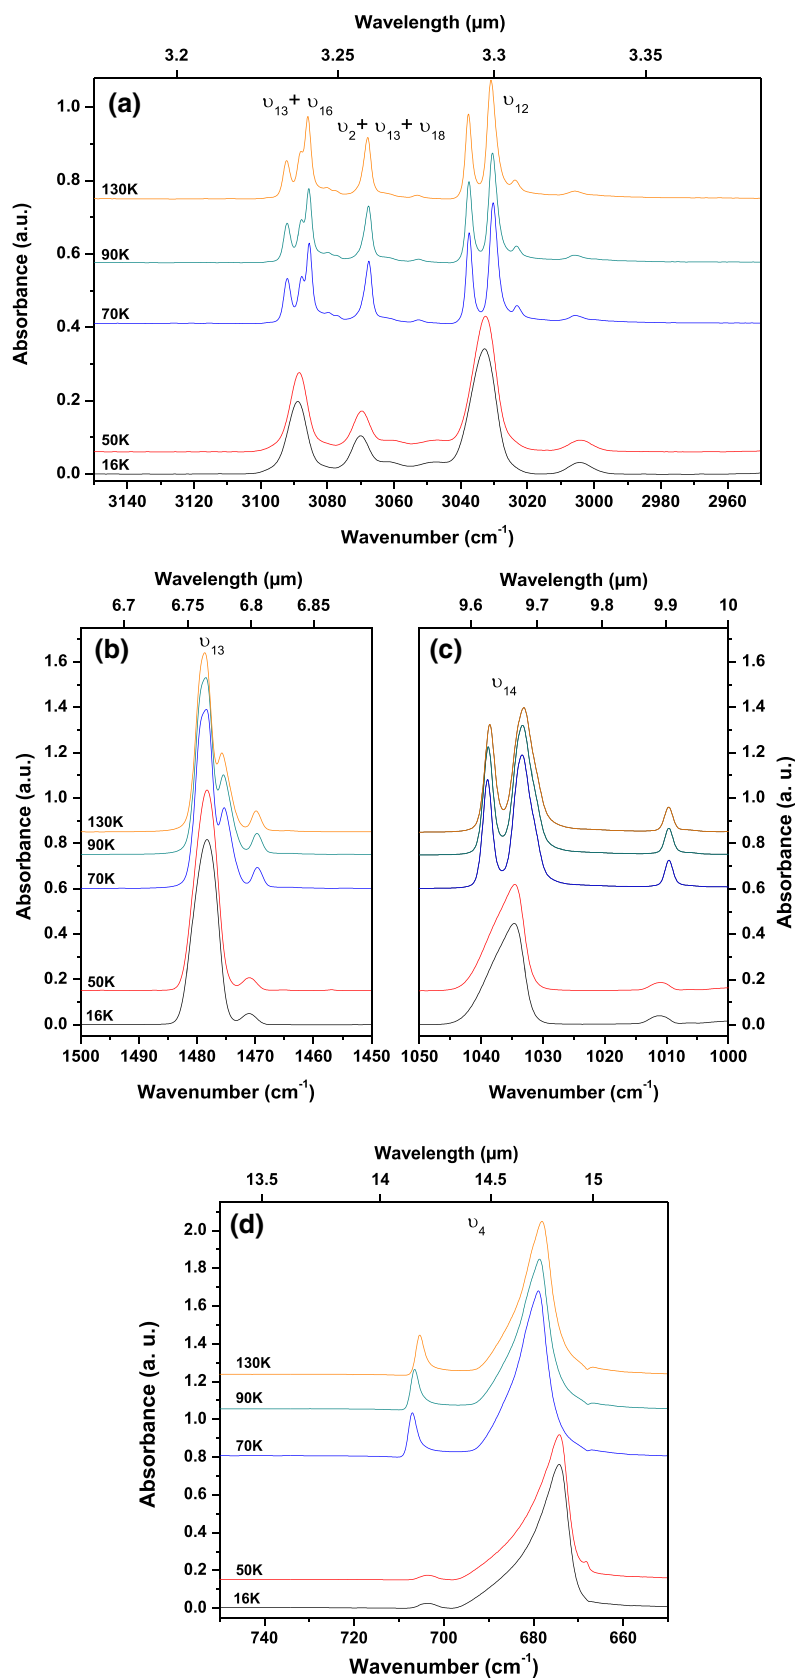 Wavelength (µm)
3.2 3.25 3.3 3.35
(a)
υ13+ υ16
υ2+ υ13+ υ18
υ12
1.0
0.8
0.6
0.4
0.2
0.0
130K
90K
70K
50K
16K
Absorbance (a.u.)
3140 3120 3100 3080 3060 3040 3020 3000 2980 2960
Wavenumber (cm-1)
Wavelength (µm)
6.7 6.75 6.8 6.85
(b)
υ13
1.6
1.4
1.2
1.0
0.8
0.6
0.4
0.2
0.0
130K
90K
70K
50K
16K
Absorbance (a.u.)
1500 1490 1480 1470 1460 1450
Wavenumber (cm-1)
Wavelength (µm)
9.6 9.7 9.8 9.9 10
(c)
υ14
1.6
1.4
1.2
1.0
0.8
0.6
0.4
0.2
0.0
Absorbance (a.u.)
1050 1040 1030 1020 1010 1000
Wavenumber (cm-1)
Wavelength (µm)
13.5 14 14.5 15
(d)
υ4
2.0
1.8
1.6
1.4
1.2
1.0
0.8
0.6
0.4
0.2
0.0
130K
90K
70K
50K
16K
Absorbance (a. u.)
740 720 700 680 660
Wavenumber (cm-1)